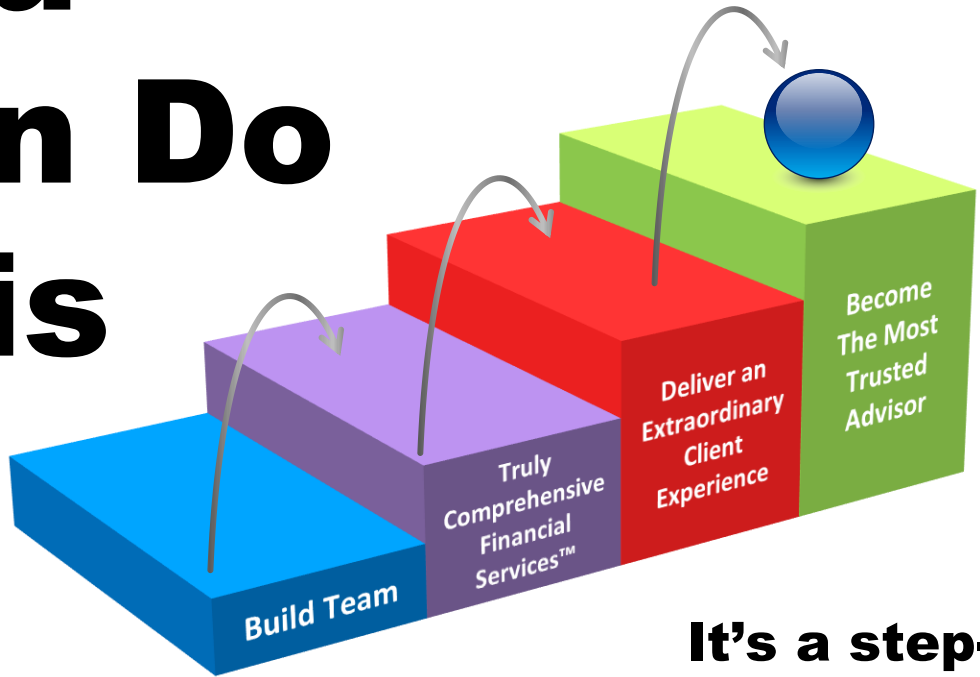 n Do
is
Become
The Most
Trusted
Advisor
Deliver an
Extraordinary
Client
Experience
Truly
Comprehensive
Financial
Services™
Build Team
It's a step-